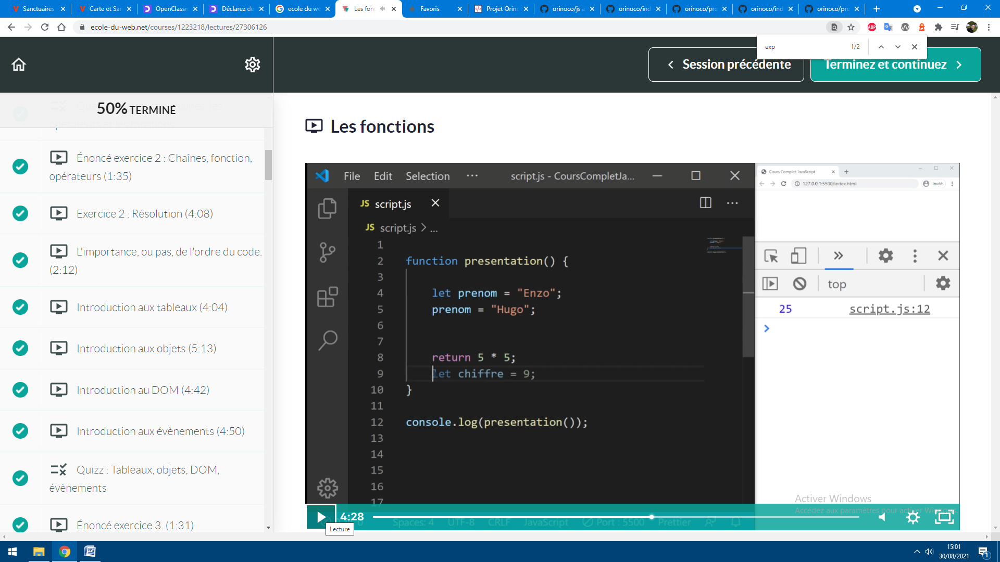 Sanctuaires
Carte et San
OpenClassr
Déclarez de
ecole du we
Les fon
Favoris
Projet Orino
orinoco/js a
orinoco/ind
orinoco/pro
orinoco/ind
orinoco/pro
ecole-du-web.net/courses/1223218/lectures/27306126
exp 1/2
Session précédente
Terminez et continuez
50% TERMINÉ
Énoncé exercice 2 : Chaînes, fonction,
opérateurs (1:35)
Exercice 2 : Résolution (4:08)
L'importance, ou pas, de l'ordre du code.
(2:12)
Introduction aux tableaux (4:04)
Introduction aux objets (5:13)
Introduction au DOM (4:42)
Introduction aux évènements (4:50)
Quizz : Tableaux, objets, DOM,
évènements
Énoncé exercice 3. (1:31)
Les fonctions
File Edit Selection ··· script.js - CoursCompletJa...
JS script.js
JS script.js > ...
1
2 function presentation() {
3
4 let prenom = "Enzo";
5 prenom = "Hugo";
6
7
8 return 5 * 5;
9 let chiffre = 9;
10 }
11
12 console.log(presentation());
13
14
15
16
17
Cours Complet JavaScript
127.0.0.1:5500/index.html Invité
top
25 script.js:12
Activer Windows
Accédez aux paramètres pour activer Windows.
4:28
Spaces: 4 UTF-8 CRLF JavaScript Port : 5500 Prettier
Lecture
15:01
30/08/2021
1